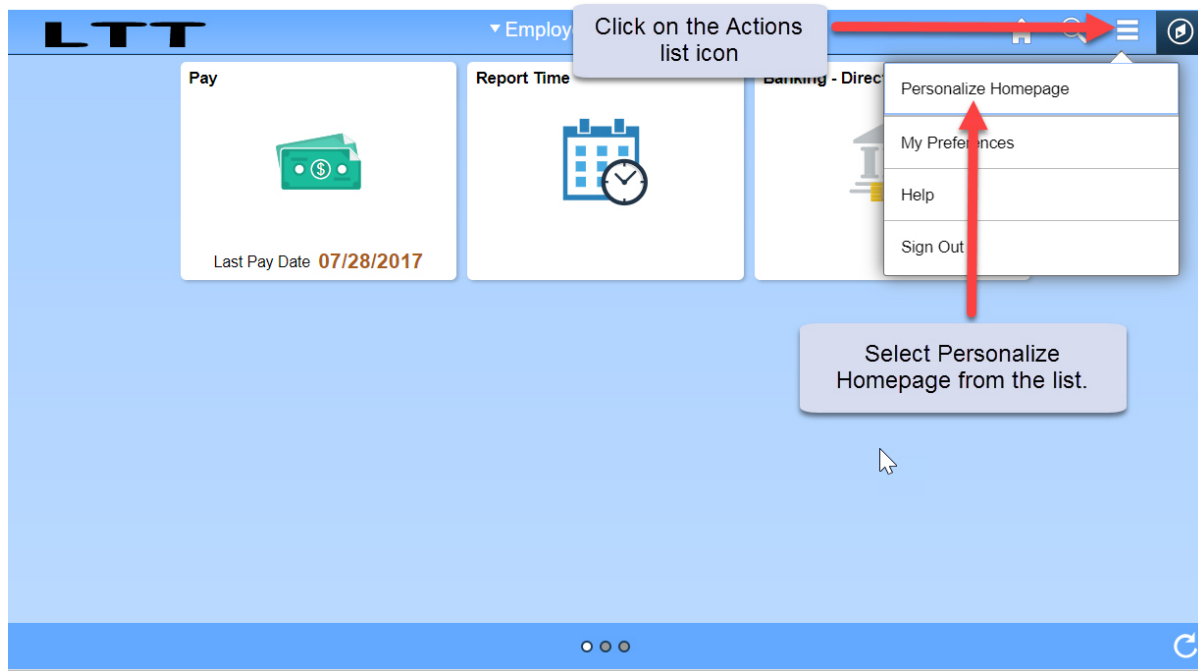 LTT
Employ
Click on the Actions
list icon
Pay
Report Time
Banking - Direc
Personalize Homepage
My Preferences
Help
Sign Out
$
Last Pay Date 07/28/2017
Select Personalize
Homepage from the list.